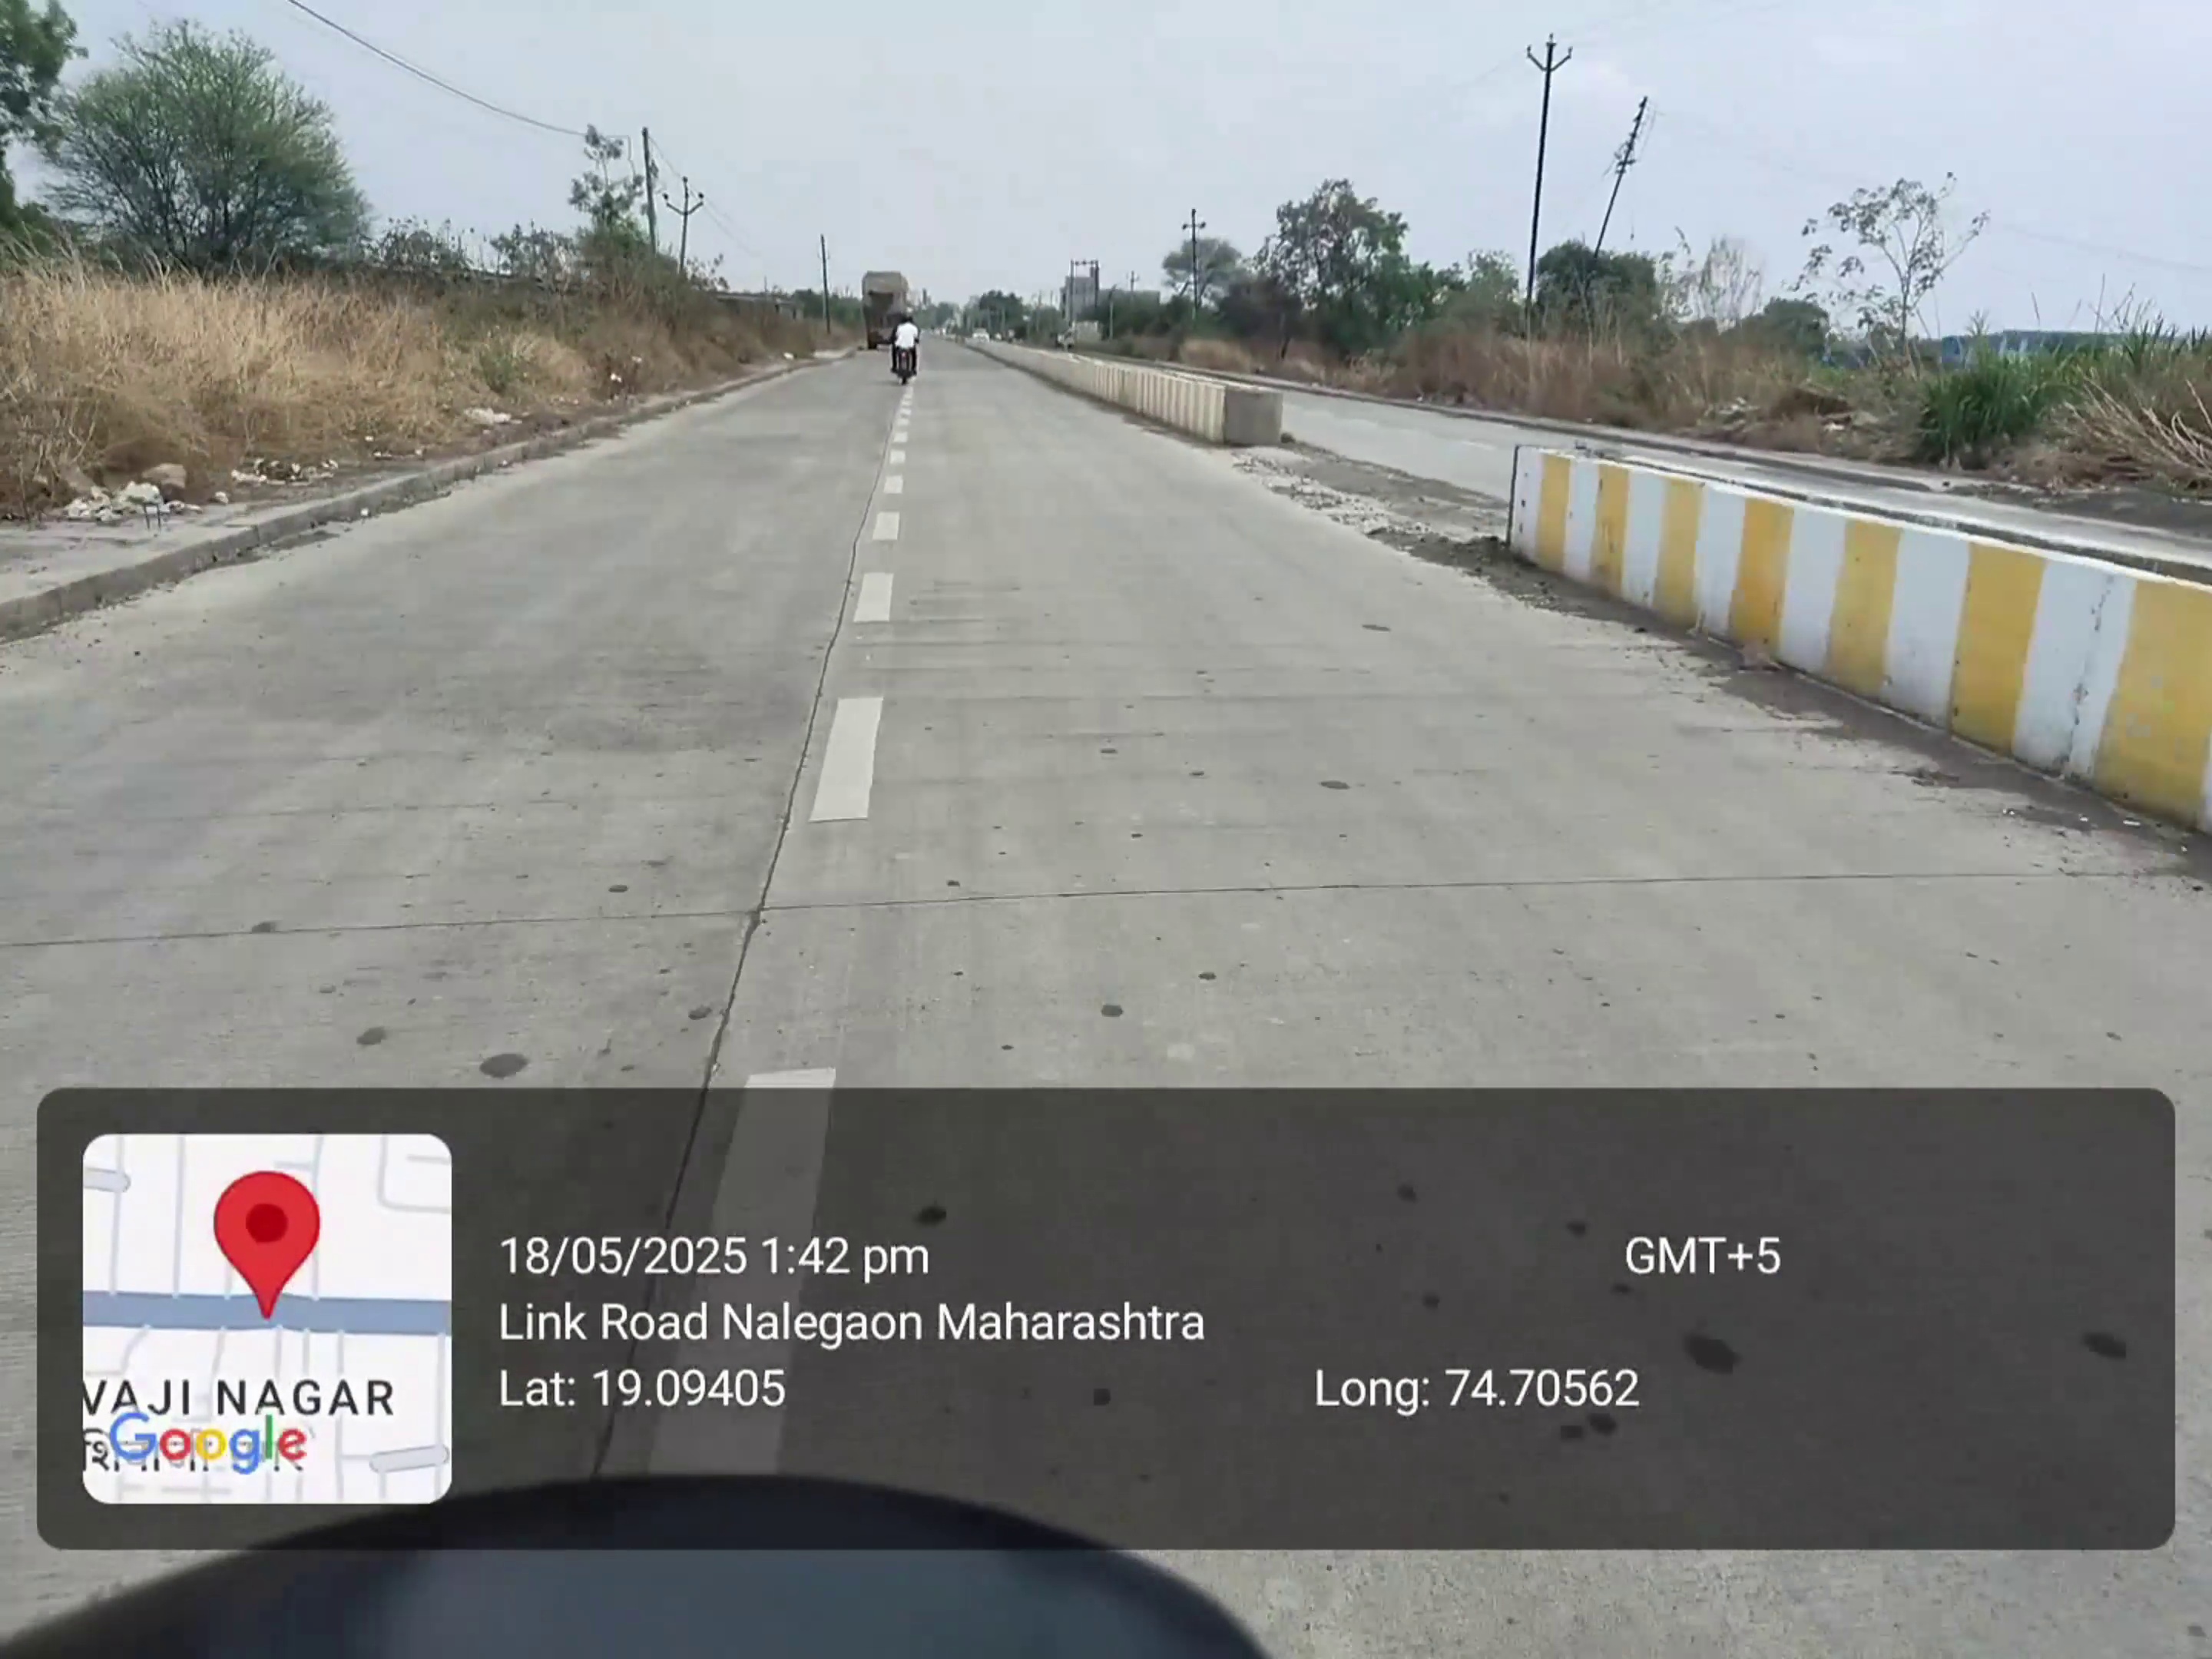 18/05/2025 1:42 pm
GMT+5
Link Road Nalegaon Maharashtra
Lat: 19.09405
Long: 74.70562
VAJI NAGAR
Google